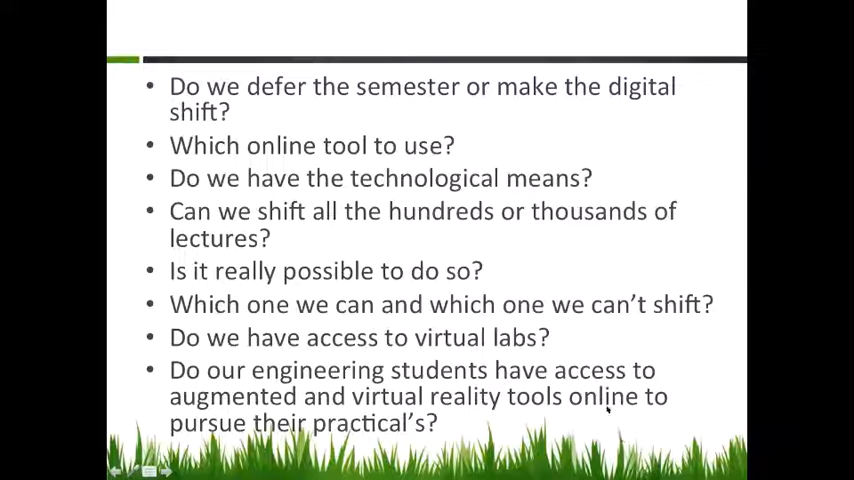 • Do we defer the semester or make the digital
shift?
• Which online tool to use?
• Do we have the technological means?
• Can we shift all the hundreds or thousands of
lectures?
• Is it really possible to do so?
• Which one we can and which one we can't shift?
• Do we have access to virtual labs?
• Do our engineering students have access to
augmented and virtual reality tools online to
pursue their practical's?